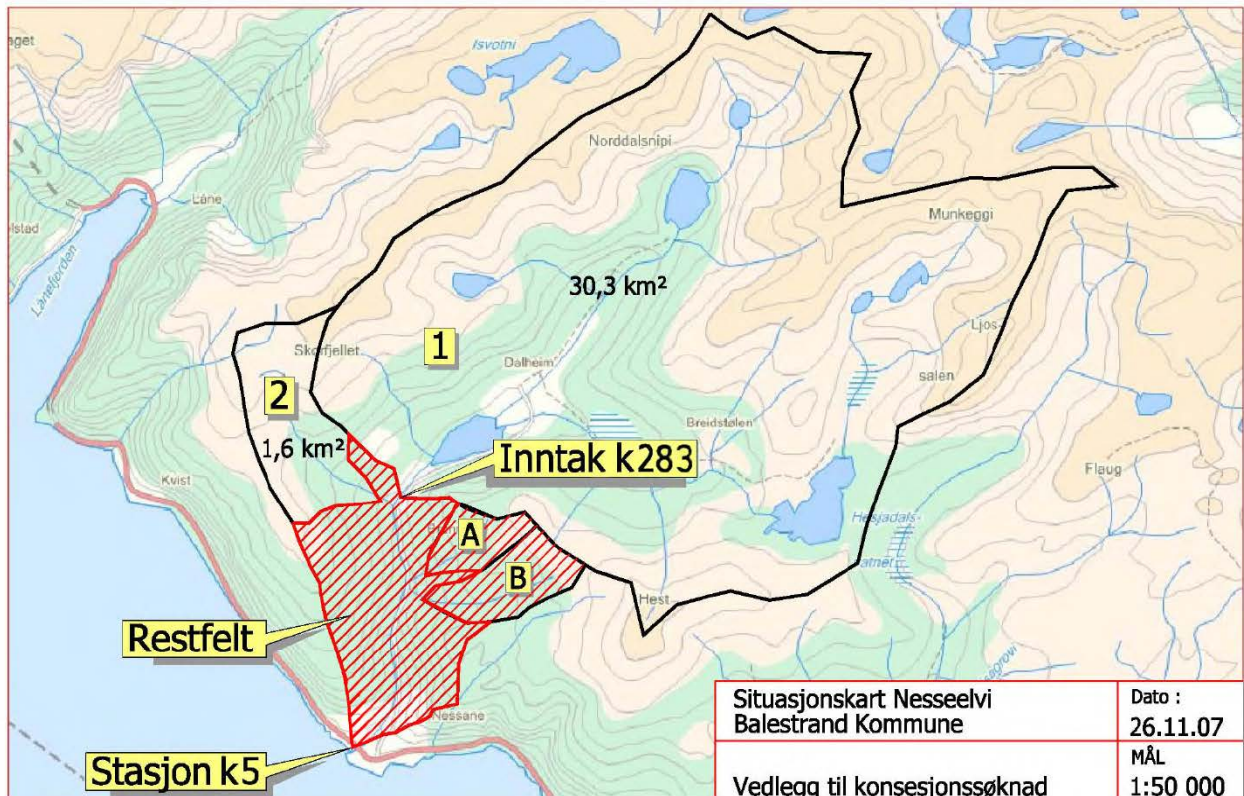 Isvotni
Norddalsnipi
Låne
Lånefjorden
Munkeggi
30,3 km²
1
Skorfjellet
Dalheim
Ljos-
salen
2
1,6 km²
Breidstølen
Inntak k283
Flaug
Kvist
Hesjadals-
vatnet
A
B
Hest
Restfelt
Nessane
Stasjon k5
Situasjonskart Nesseelvi
Balestrand Kommune
Dato :
26.11.07
Vedlegg til konsesjonssøknad
MÅL
1:50 000